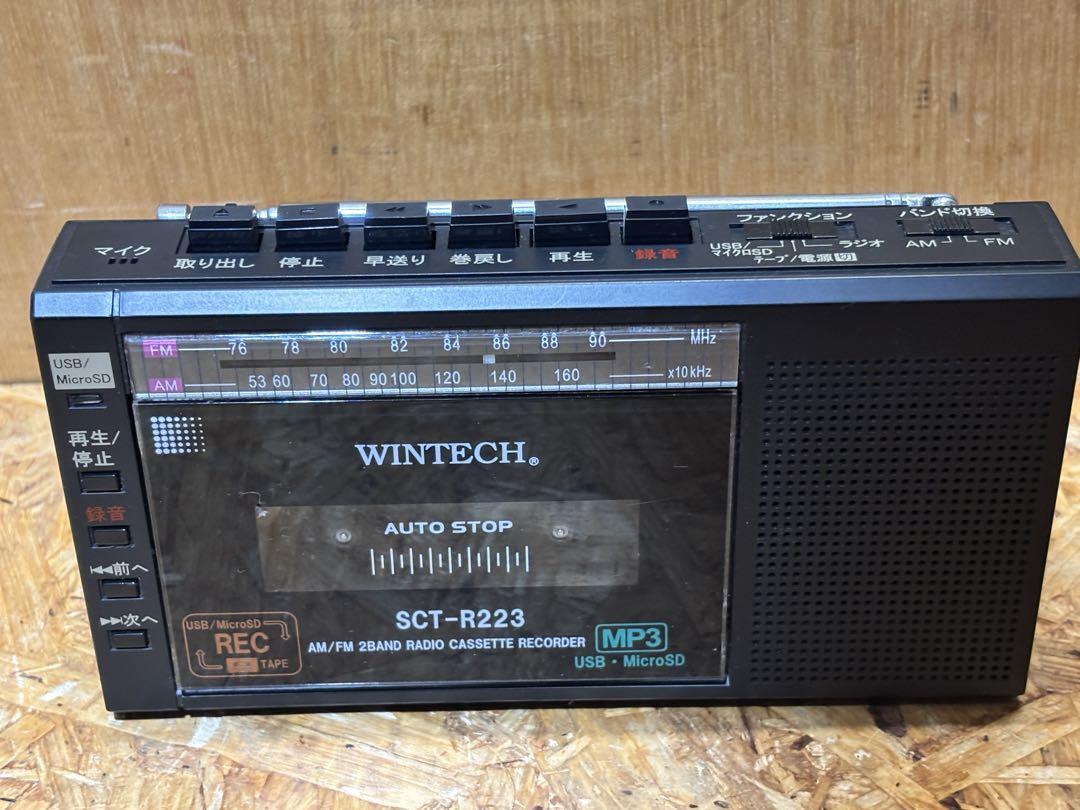 マイク
取り出し 停止 早送り 巻戻し 再生 録音
ファンクション
USB/マイクロSD
テープ/電源切
ラジオ
バンド切換
AM FM
FM 76 78 80 82 84 86 88 90 MHz
AM 53 60 70 80 90 100 120 140 160 x10kHz
USB/
MicroSD
再生/
停止
録音
前へ
次へ
WINTECH®
AUTO STOP
SCT-R223
AM/FM 2BAND RADIO CASSETTE RECORDER
USB/MicroSD
REC
TAPE
MP3
USB・MicroSD